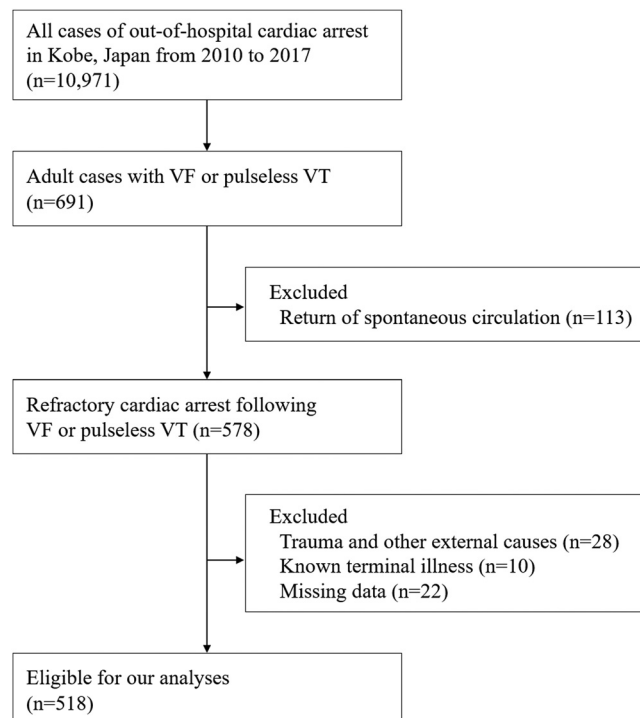 All cases of out-of-hospital cardiac arrest
in Kobe, Japan from 2010 to 2017
(n=10,971)
Adult cases with VF or pulseless VT
(n=691)
Excluded
Return of spontaneous circulation (n=113)
Refractory cardiac arrest following
VF or pulseless VT (n=578)
Excluded
Trauma and other external causes (n=28)
Known terminal illness (n=10)
Missing data (n=22)
Eligible for our analyses
(n=518)